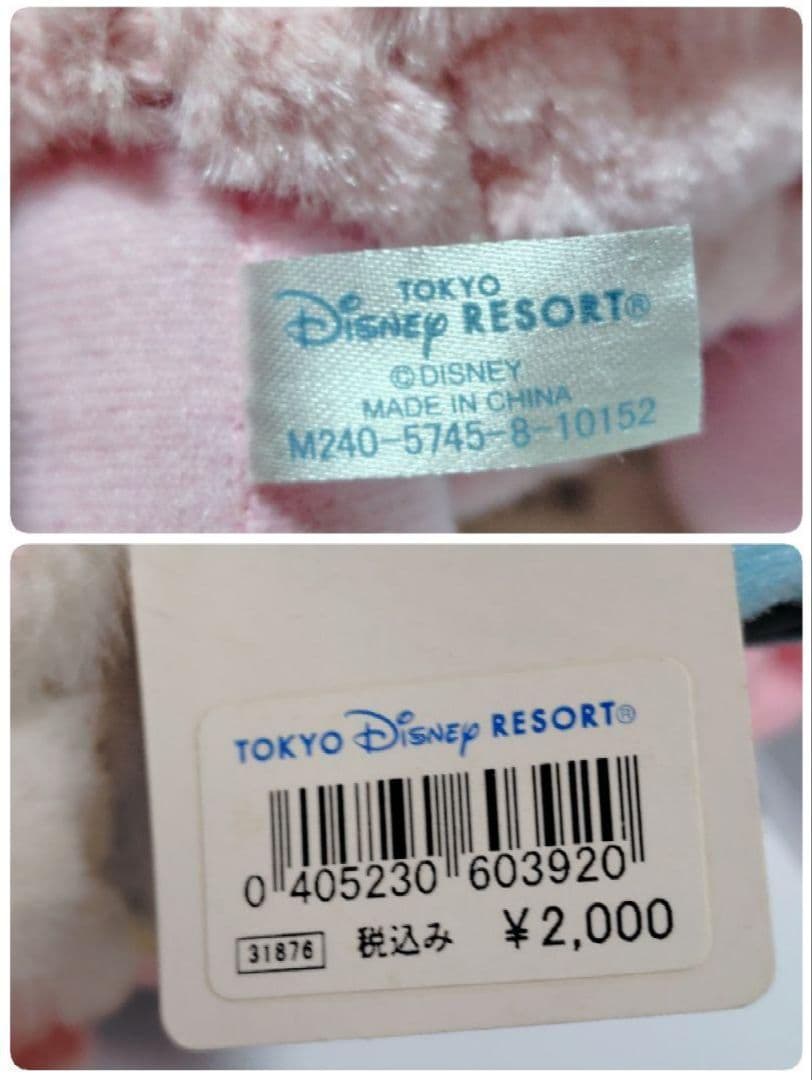 TOKYO
Disney RESORT®
©DISNEY
MADE IN CHINA
M240-5745-8-10152
TOKYO Disney RESORT®
0 405230 603920
31876 税込み ¥2,000